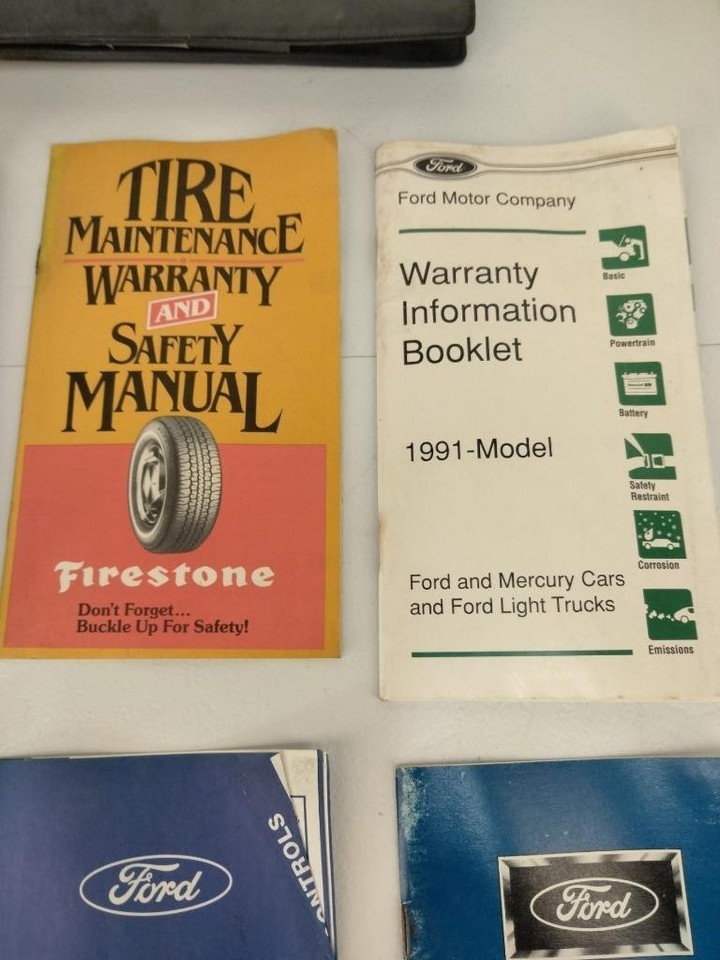 TIRE
MAINTENANCE
WARRANTY
AND
SAFETY
MANUAL
Firestone
Don't Forget...
Buckle Up For Safety!
Ford
Ford Motor Company
Warranty
Information
Booklet
1991-Model
Ford and Mercury Cars
and Ford Light Trucks
Basic
Powertrain
Battery
Safety
Restraint
Corrosion
Emissions
Ford
ONTROLS
Ford